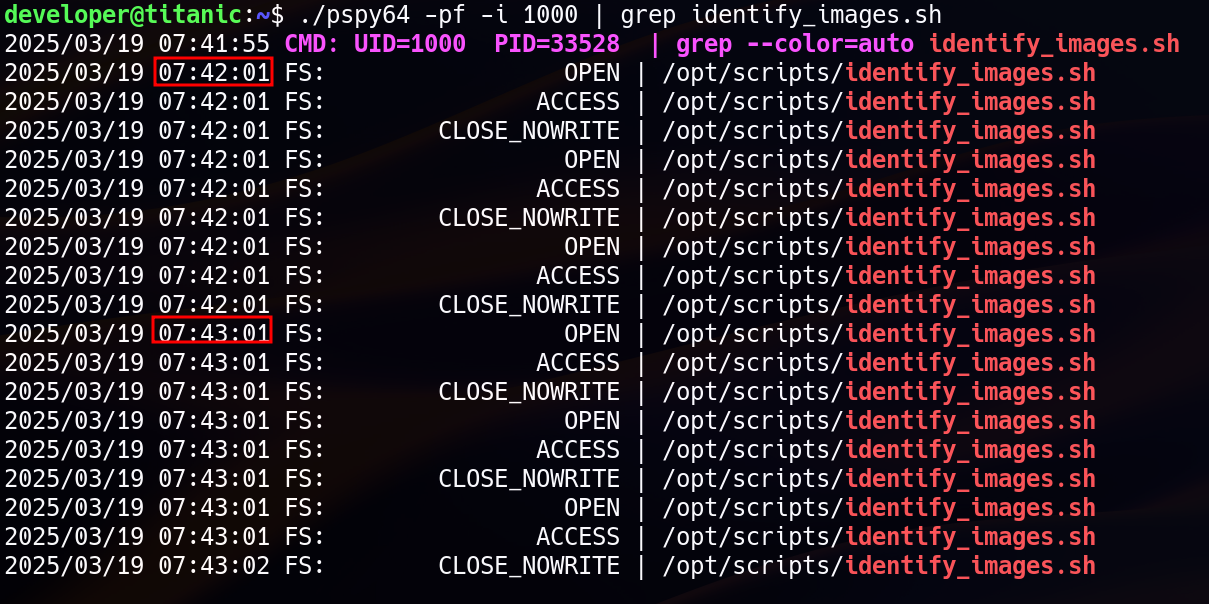 developer@titanic:~$ ./pspy64 -pf -i 1000 | grep identify_images.sh
2025/03/19 07:41:55 CMD: UID=1000  PID=33528  | grep --color=auto identify_images.sh
2025/03/19 07:42:01 FS:                 OPEN | /opt/scripts/identify_images.sh
2025/03/19 07:42:01 FS:               ACCESS | /opt/scripts/identify_images.sh
2025/03/19 07:42:01 FS:        CLOSE_NOWRITE | /opt/scripts/identify_images.sh
2025/03/19 07:42:01 FS:                 OPEN | /opt/scripts/identify_images.sh
2025/03/19 07:42:01 FS:               ACCESS | /opt/scripts/identify_images.sh
2025/03/19 07:42:01 FS:        CLOSE_NOWRITE | /opt/scripts/identify_images.sh
2025/03/19 07:42:01 FS:                 OPEN | /opt/scripts/identify_images.sh
2025/03/19 07:42:01 FS:               ACCESS | /opt/scripts/identify_images.sh
2025/03/19 07:42:01 FS:        CLOSE_NOWRITE | /opt/scripts/identify_images.sh
2025/03/19 07:43:01 FS:                 OPEN | /opt/scripts/identify_images.sh
2025/03/19 07:43:01 FS:               ACCESS | /opt/scripts/identify_images.sh
2025/03/19 07:43:01 FS:        CLOSE_NOWRITE | /opt/scripts/identify_images.sh
2025/03/19 07:43:01 FS:                 OPEN | /opt/scripts/identify_images.sh
2025/03/19 07:43:01 FS:               ACCESS | /opt/scripts/identify_images.sh
2025/03/19 07:43:01 FS:        CLOSE_NOWRITE | /opt/scripts/identify_images.sh
2025/03/19 07:43:01 FS:                 OPEN | /opt/scripts/identify_images.sh
2025/03/19 07:43:01 FS:               ACCESS | /opt/scripts/identify_images.sh
2025/03/19 07:43:02 FS:        CLOSE_NOWRITE | /opt/scripts/identify_images.sh